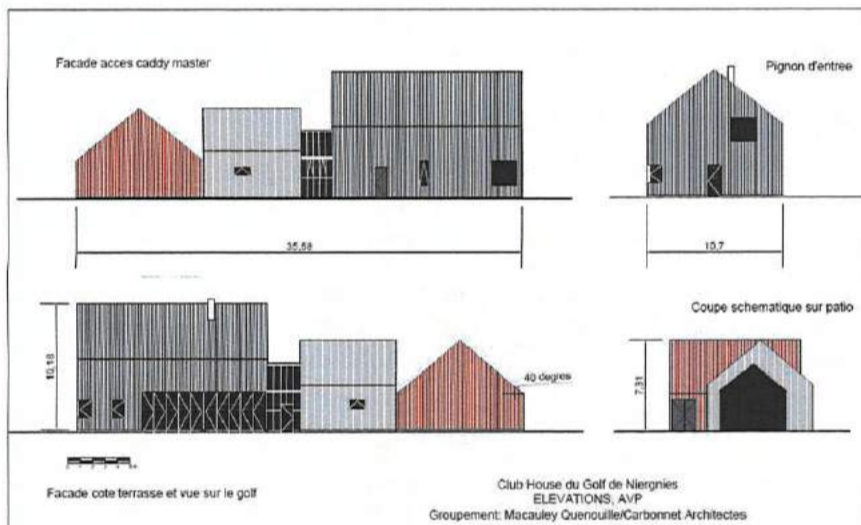 Facade acces caddy master
Pignon d'entree
35,58
10,7
Coupe schematique sur patio
10,18
40 degres
7,31
Facade cote terrasse et vue sur le golf
Club House du Golf de Niergnies
ELEVATIONS, AVP
Groupement: Macauley Quenouille/Carbonnet Architectes